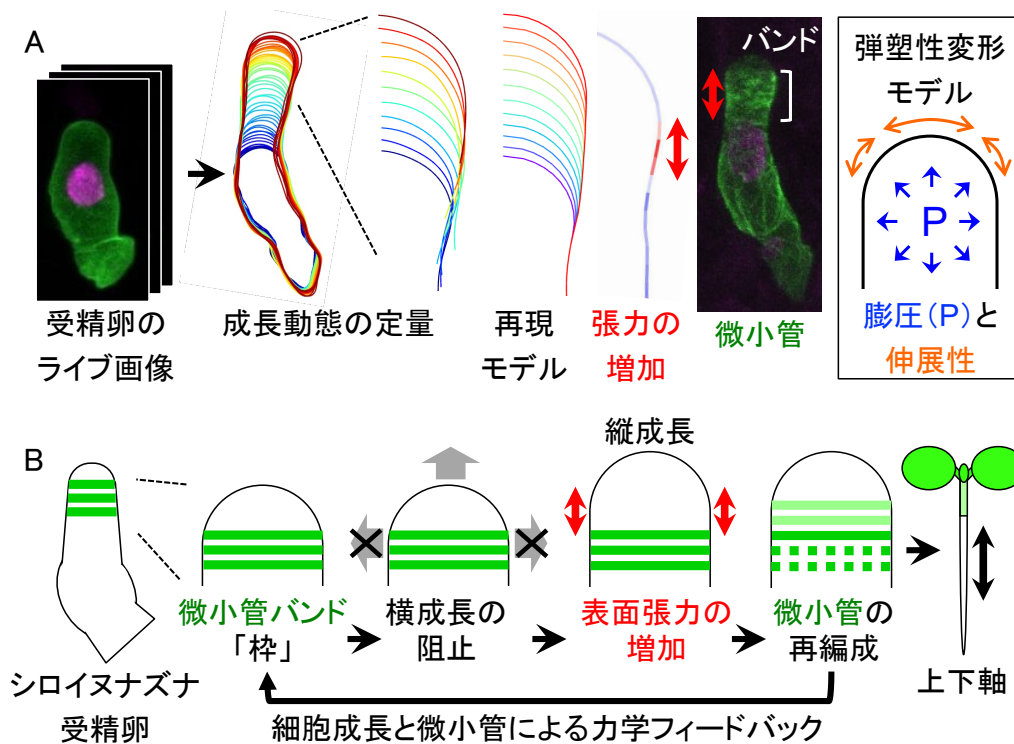 A
受精卵の
ライブ画像
成長動態の定量
再現
モデル
張力の
増加
バンド
微小管
弾塑性変形
モデル
P
膨圧(P)と
伸展性
B
シロイヌナズナ
受精卵
微小管バンド
「枠」
横成長の
阻止
縦成長
表面張力の
増加
微小管の
再編成
上下軸
細胞成長と微小管による力学フィードバック